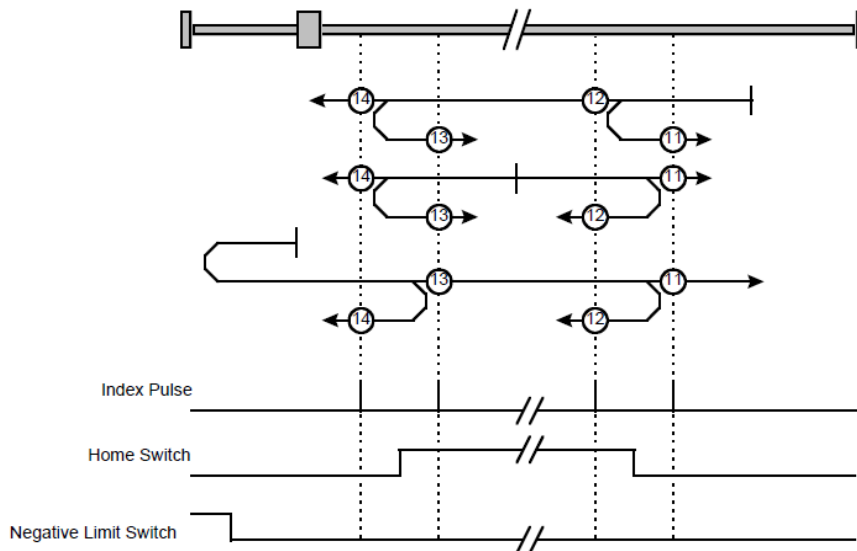 14 12
13 11
14 11
13 12
13 11
14 12
Index Pulse
Home Switch
Negative Limit Switch